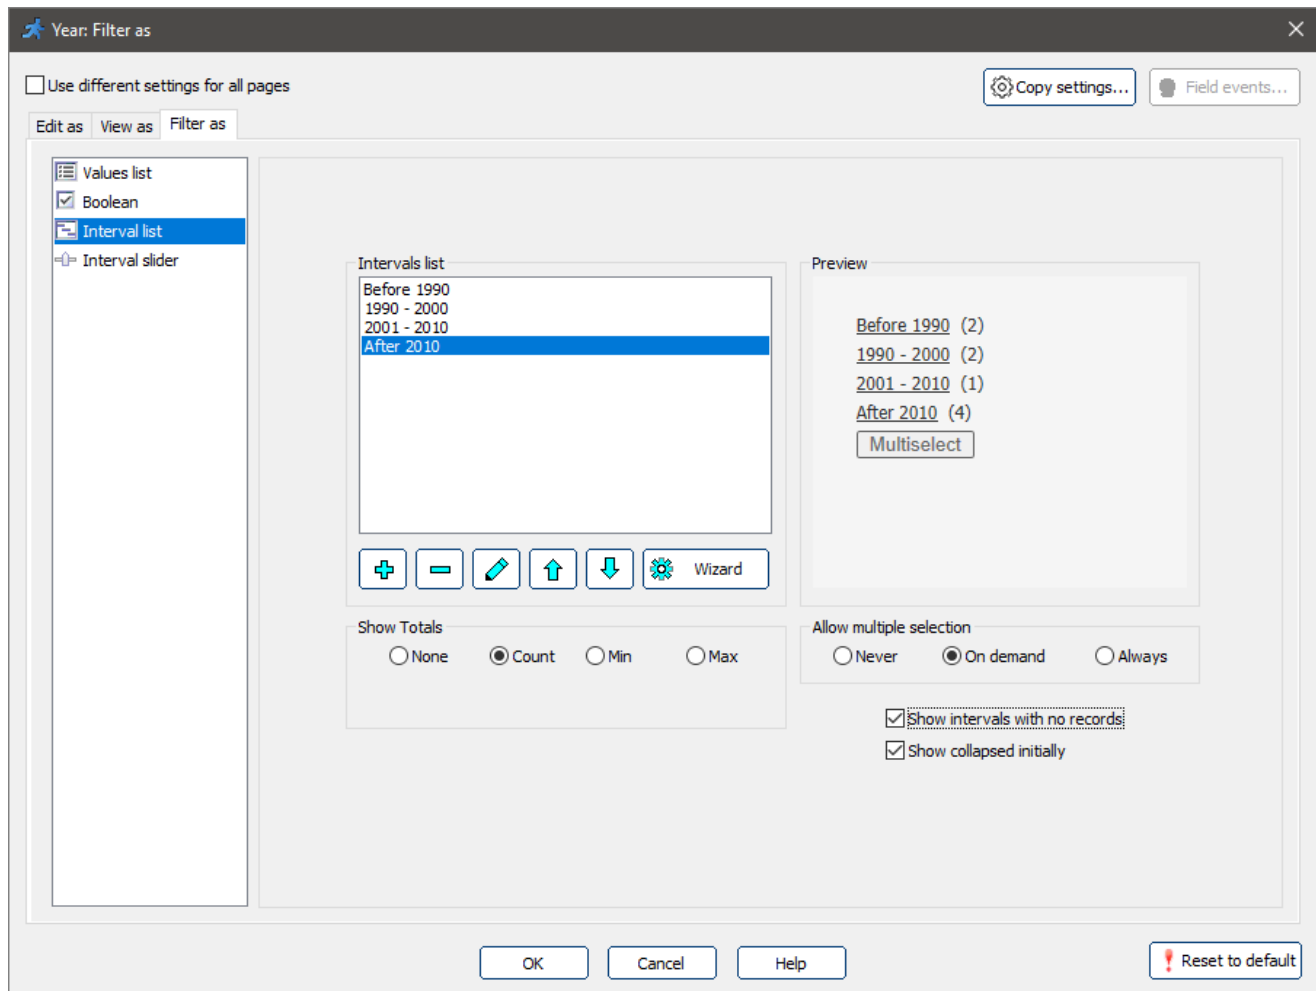 Year: Filter as
Use different settings for all pages
Copy settings...
Field events...
Edit as View as Filter as
Values list
Boolean
Interval list
Interval slider
Intervals list
Before 1990
1990 - 2000
2001 - 2010
After 2010
Wizard
Preview
Before 1990 (2)
1990 - 2000 (2)
2001 - 2010 (1)
After 2010 (4)
Multiselect
Show Totals
None Count Min Max
Allow multiple selection
Never On demand Always
Show intervals with no records
Show collapsed initially
OK Cancel Help
Reset to default